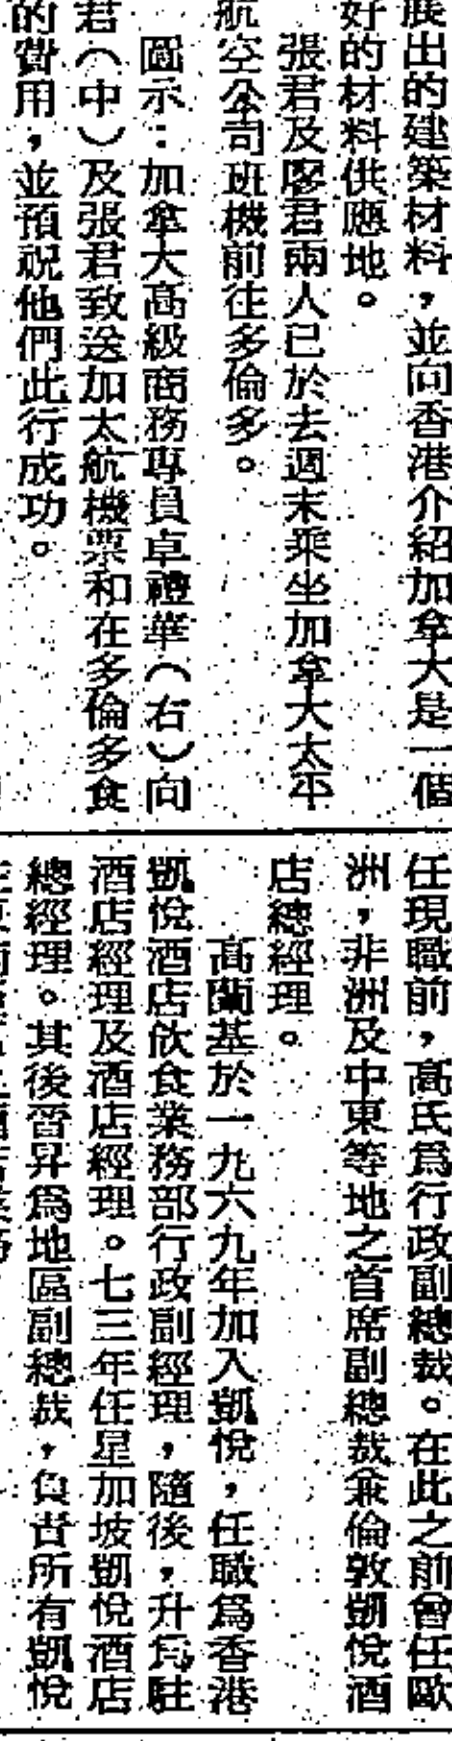 展出的建築材料，並向香港介紹加拿大是一個
好的材料供應地。
張君及廖君兩人已於去週末乘坐加拿大太平
航空公司班機前往多倫多。
圖示：加拿大高級商務專員卓禮華（右）向
君（中）及張君致送加太航機票和在多倫多食
的費用，並預祝他們此行成功。
任現職前，高氏爲行政副總裁。在此之前曾任歐
洲，非洲及中東等地之首席副總裁兼倫敦凱悅酒
店總經理。
高蘭基於一九六九年加入凱悅，任職爲香港
凱悅酒店飲食業務部行政副經理，隨後，升爲駐
酒店經理及酒店經理。七三年任星加坡凱悅酒店
總經理。其後晉昇爲地區副總裁，負責所有凱悅